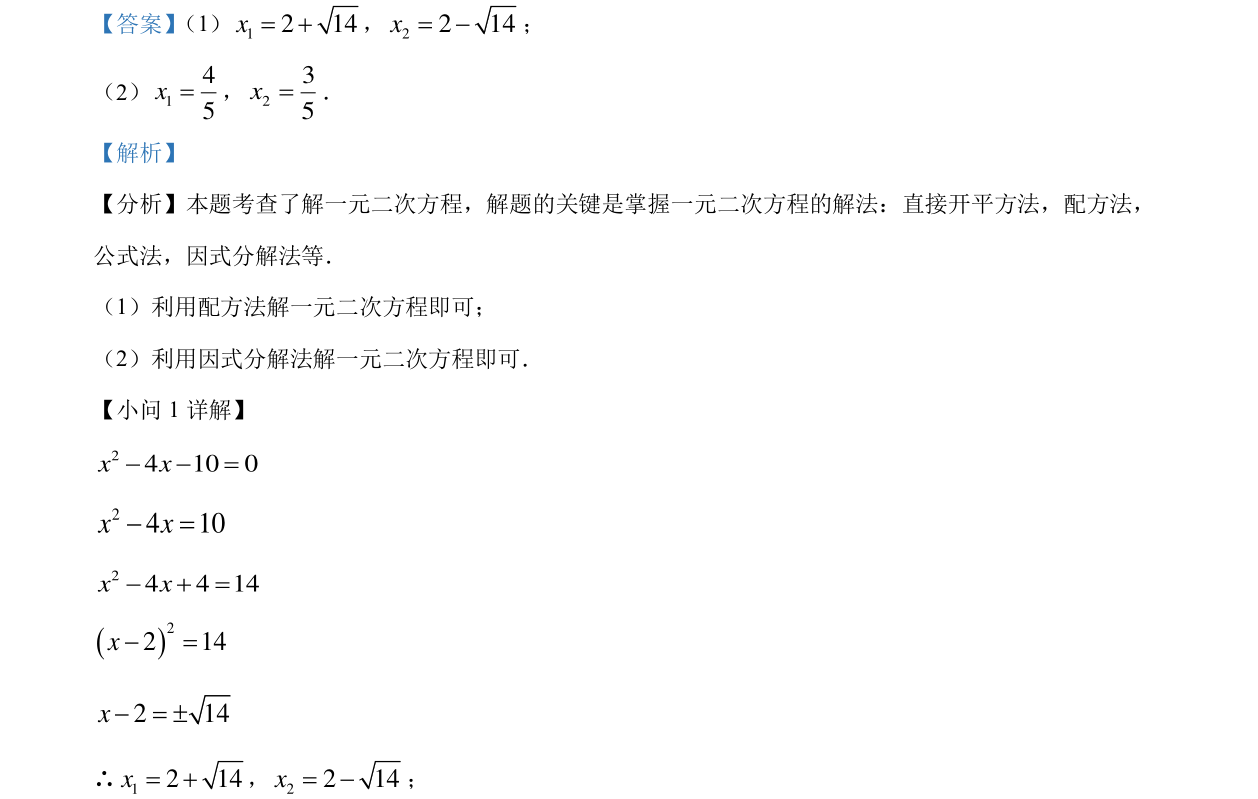 【答案】（1）x₁ = 2 + √14，x₂ = 2 − √14；
（2）x₁ = 4/5，x₂ = 3/5．
【解析】
【分析】本题考查了解一元二次方程，解题的关键是掌握一元二次方程的解法：直接开平方法，配方法，
公式法，因式分解法等．
（1）利用配方法解一元二次方程即可；
（2）利用因式分解法解一元二次方程即可．
【小问 1 详解】
x² − 4x − 10 = 0
x² − 4x = 10
x² − 4x + 4 = 14
(x − 2)² = 14
x − 2 = ±√14
∴ x₁ = 2 + √14，x₂ = 2 − √14；